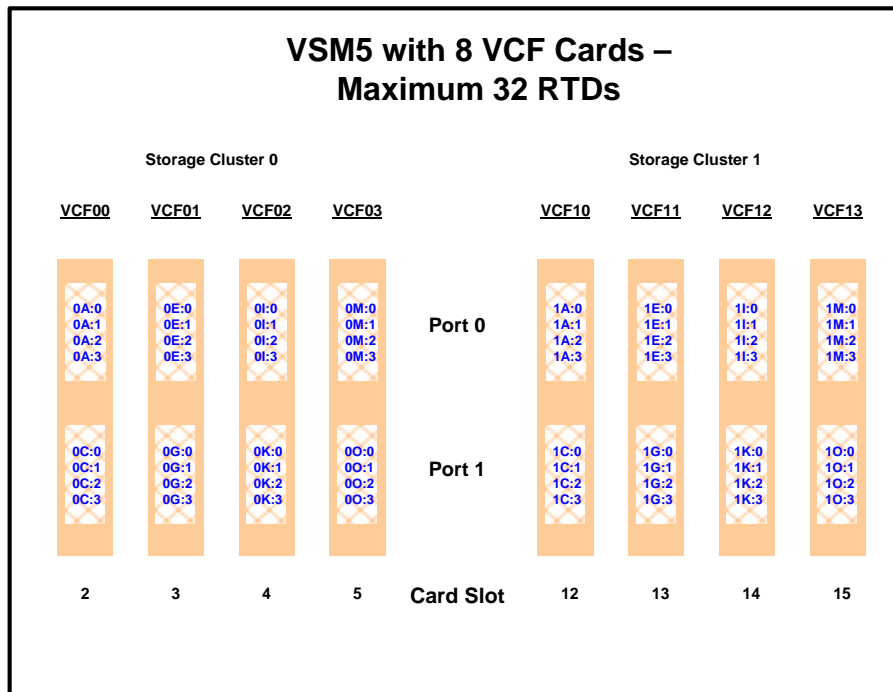 VSM5 with 8 VCF Cards –
Maximum 32 RTDs
Storage Cluster 0
Storage Cluster 1
VCF00 VCF01 VCF02 VCF03 VCF10 VCF11 VCF12 VCF13
0A:0 0E:0 0I:0 0M:0 1A:0 1E:0 1I:0 1M:0
0A:1 0E:1 0I:1 0M:1 Port 0 1A:1 1E:1 1I:1 1M:1
0A:2 0E:2 0I:2 0M:2 1A:2 1E:2 1I:2 1M:2
0A:3 0E:3 0I:3 0M:3 1A:3 1E:3 1I:3 1M:3
0C:0 0G:0 0K:0 0O:0 1C:0 1G:0 1K:0 1O:0
0C:1 0G:1 0K:1 0O:1 Port 1 1C:1 1G:1 1K:1 1O:1
0C:2 0G:2 0K:2 0O:2 1C:2 1G:2 1K:2 1O:2
0C:3 0G:3 0K:3 0O:3 1C:3 1G:3 1K:3 1O:3
2 3 4 5 Card Slot 12 13 14 15